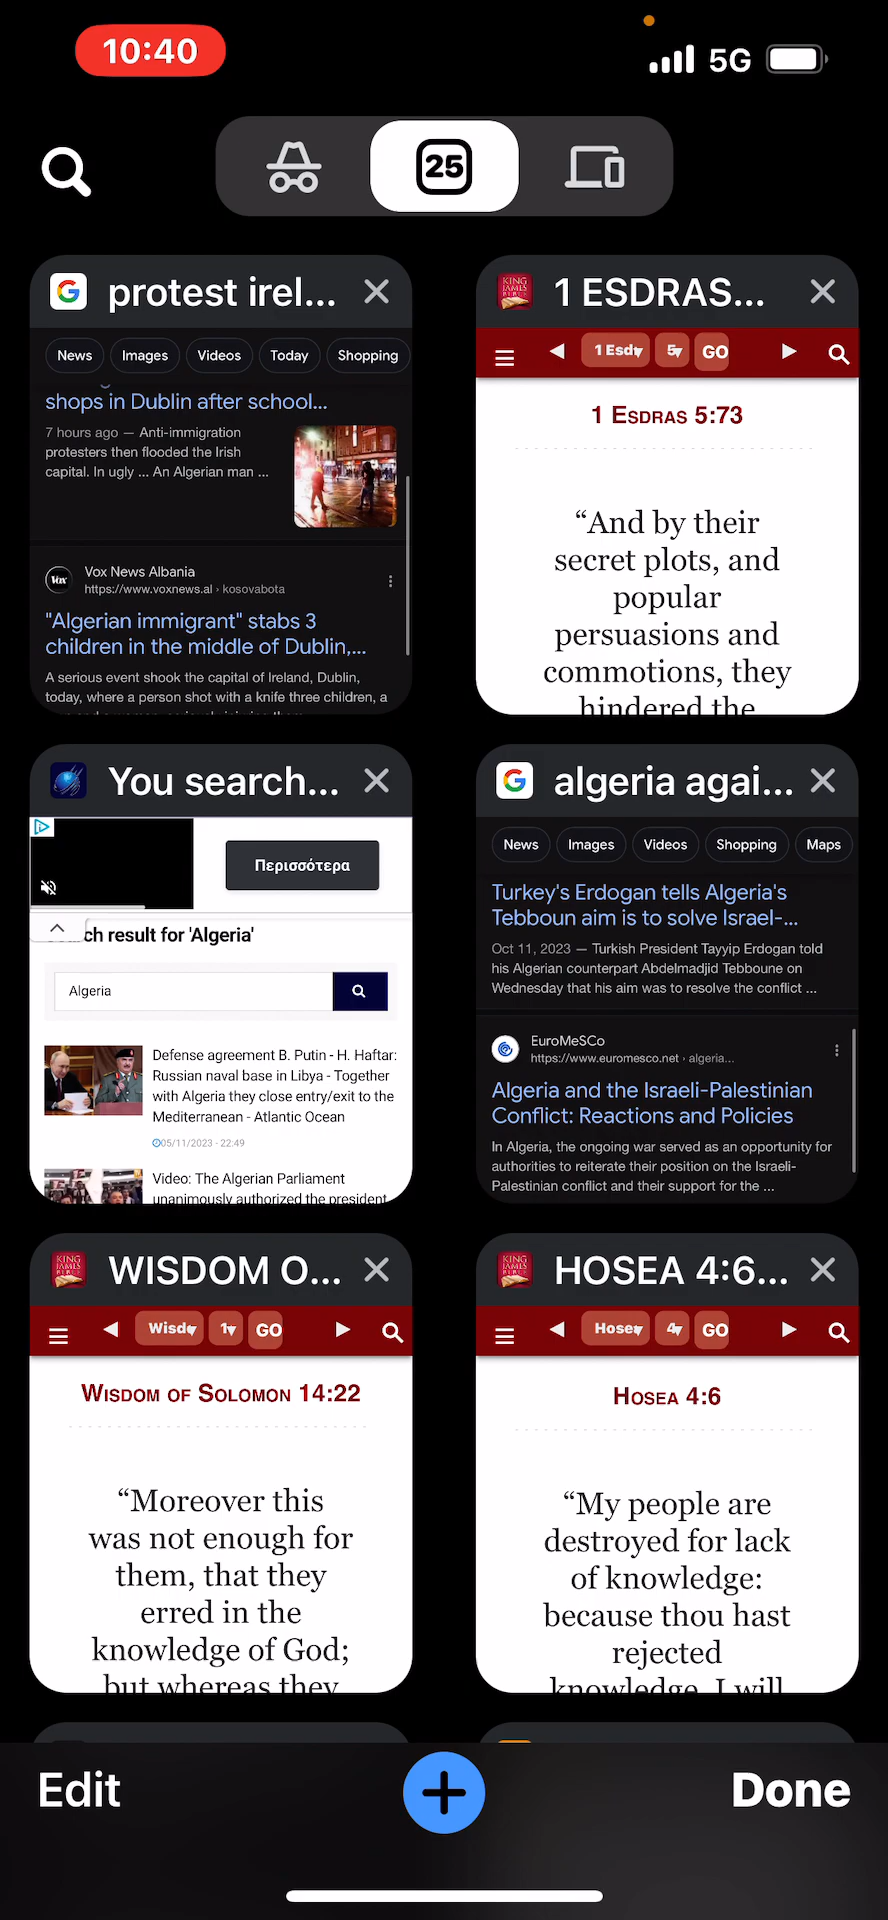 10:40
5G
25
protest irel...
News Images Videos Today Shopping
shops in Dublin after school...
7 hours ago — Anti-immigration
protesters then flooded the Irish
capital. In ugly ... An Algerian man ...
Vox News Albania
https://www.voxnews.al › kosovabota
"Algerian immigrant" stabs 3
children in the middle of Dublin,...
A serious event shook the capital of Ireland, Dublin,
today, where a person shot with a knife three children, a
1 ESDRAS...
1 Esd 5 GO
1 Esdras 5:73
“And by their
secret plots, and
popular
persuasions and
commotions, they
hindered the
You search...
Περισσότερα
ch result for 'Algeria'
Algeria
Defense agreement B. Putin - H. Haftar:
Russian naval base in Libya - Together
with Algeria they close entry/exit to the
Mediterranean - Atlantic Ocean
05/11/2023 - 22:49
Video: The Algerian Parliament
unanimously authorized the president
algeria agai...
News Images Videos Shopping Maps
Turkey's Erdogan tells Algeria's
Tebboun aim is to solve Israel-...
Oct 11, 2023 — Turkish President Tayyip Erdogan told
his Algerian counterpart Abdelmadjid Tebboune on
Wednesday that his aim was to resolve the conflict ...
EuroMeSCo
https://www.euromesco.net › algeria...
Algeria and the Israeli-Palestinian
Conflict: Reactions and Policies
In Algeria, the ongoing war served as an opportunity for
authorities to reiterate their position on the Israeli-
Palestinian conflict and their support for the ...
WISDOM O...
Wisd 1 GO
Wisdom of Solomon 14:22
“Moreover this
was not enough for
them, that they
erred in the
knowledge of God;
but whereas they
HOSEA 4:6...
Hose 4 GO
Hosea 4:6
“My people are
destroyed for lack
of knowledge:
because thou hast
rejected
knowledge, I will
Edit
Done